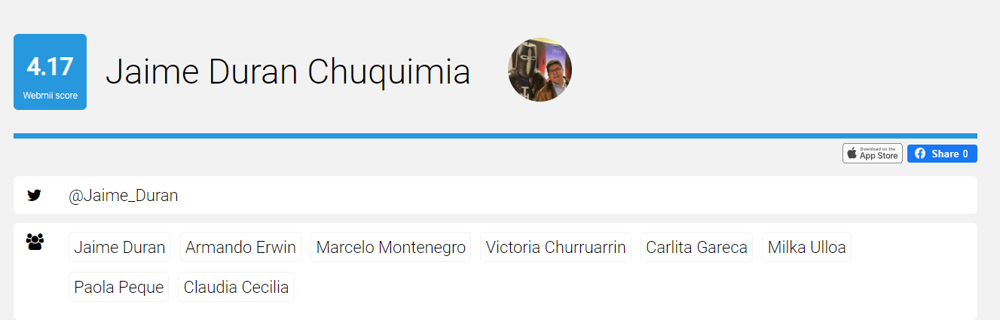 4.17
Webmii score
Jaime Duran Chuquimia
Download on the
App Store
Share 0
@Jaime_Duran
Jaime Duran Armando Erwin Marcelo Montenegro Victoria Churruarrin Carlita Gareca Milka Ulloa
Paola Peque Claudia Cecilia